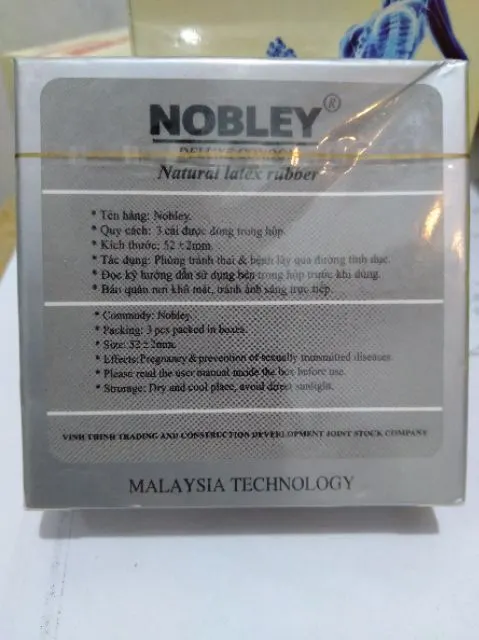 NOBLEY®
DELUXE CONDOM
Natural latex rubber
* Tên hàng: Nobley.
* Quy cách: 3 cái được đóng trong hộp.
* Kích thước: 52 ± 2mm.
* Tác dụng: Phòng tránh thai & bệnh lây qua đường tình dục.
* Đọc kỹ hướng dẫn sử dụng bên trong hộp trước khi dùng.
* Bảo quản nơi khô mát, tránh ánh sáng trực tiếp.
* Commody: Nobley.
* Packing: 3 pcs packed in boxes.
* Size: 52 ± 2mm.
* Effects:Pregnancy & prevention of sexually transmitted diseases
* Please read the user manual inside the box before use.
* Strorage: Dry and cool place, avoid direct sunlight.
VINH THINH TRADING AND CONSTRUCTION DEVERLOPMENT JOINT STOCK COMPANY
MALAYSIA TECHNOLOGY